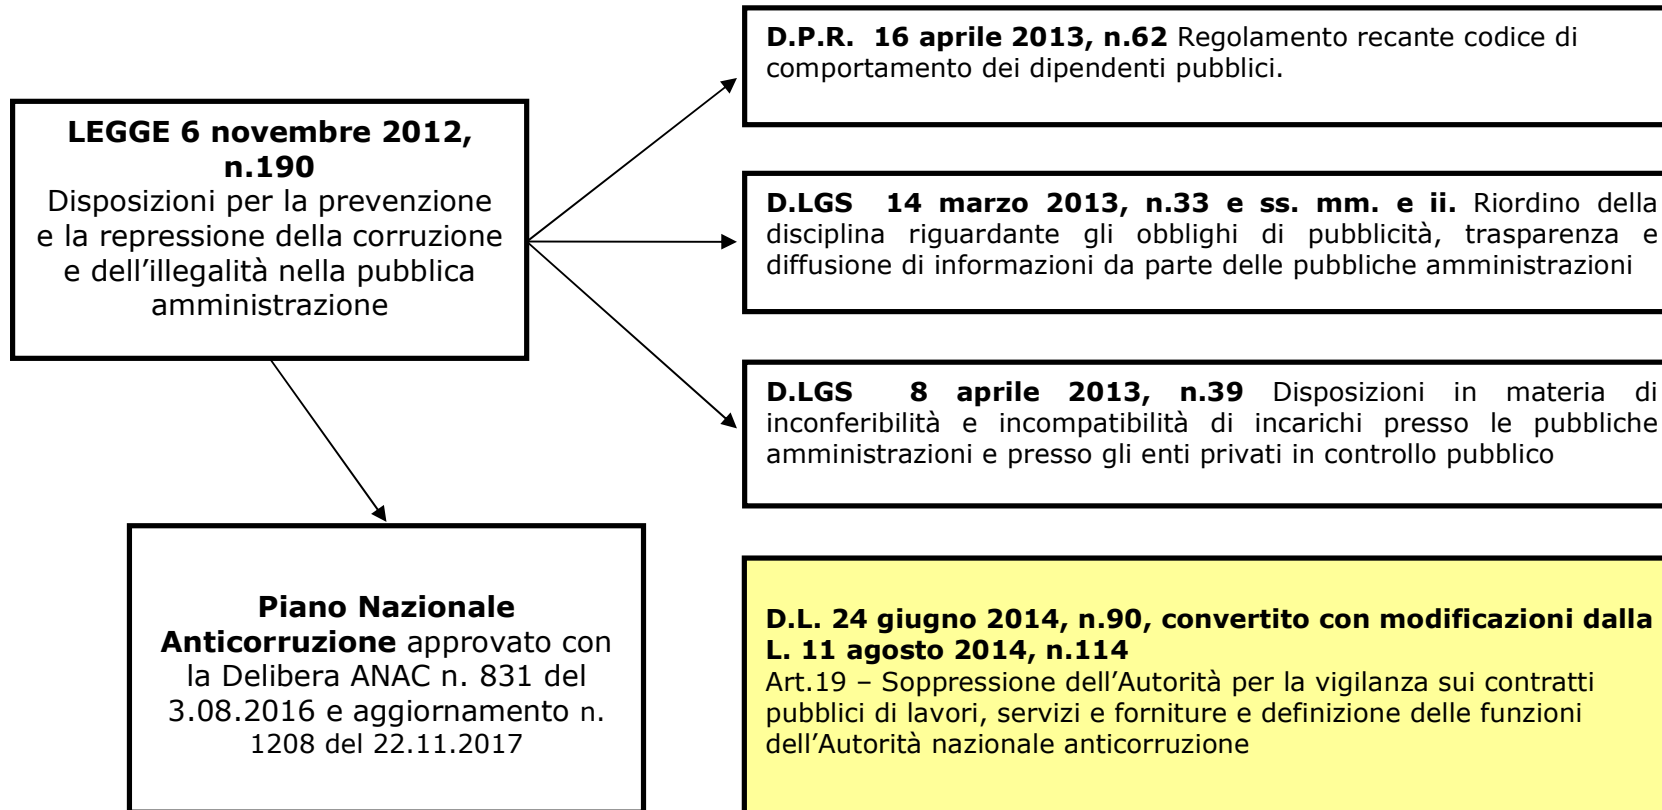 LEGGE 6 novembre 2012,
n.190
Disposizioni per la prevenzione
e la repressione della corruzione
e dell’illegalità nella pubblica
amministrazione
D.P.R. 16 aprile 2013, n.62 Regolamento recante codice di
comportamento dei dipendenti pubblici.
D.LGS 14 marzo 2013, n.33 e ss. mm. e ii. Riordino della
disciplina riguardante gli obblighi di pubblicità, trasparenza e
diffusione di informazioni da parte delle pubbliche amministrazioni
D.LGS 8 aprile 2013, n.39 Disposizioni in materia di
inconferibilità e incompatibilità di incarichi presso le pubbliche
amministrazioni e presso gli enti privati in controllo pubblico
Piano Nazionale
Anticorruzione approvato con
la Delibera ANAC n. 831 del
3.08.2016 e aggiornamento n.
1208 del 22.11.2017
D.L. 24 giugno 2014, n.90, convertito con modificazioni dalla
L. 11 agosto 2014, n.114
Art.19 – Soppressione dell’Autorità per la vigilanza sui contratti
pubblici di lavori, servizi e forniture e definizione delle funzioni
dell’Autorità nazionale anticorruzione